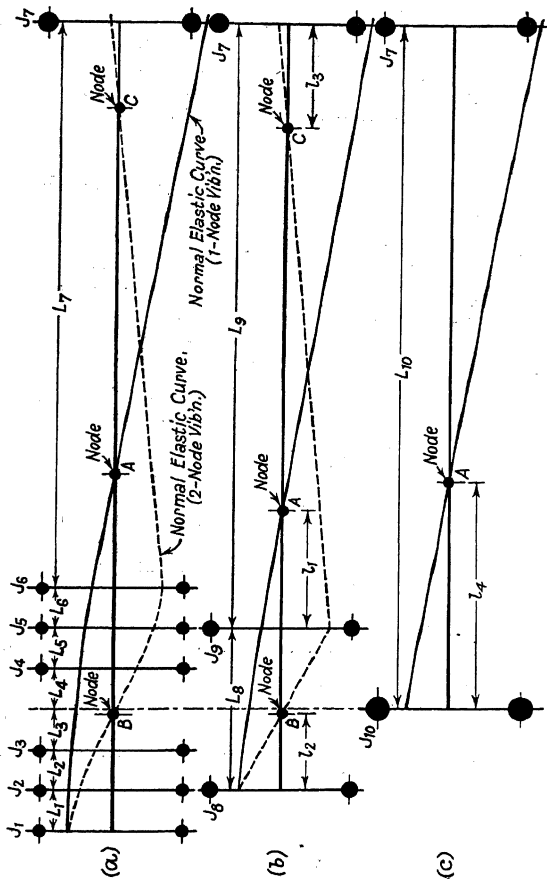 (a)
J1
J2
J3
J4
J5
J6
J7
L1
L2
L3
L4
L5
L6
L7
Node
B
Node
A
Node
C
Normal Elastic Curve.
(2-Node Vib'n.)
Normal Elastic Curve
(1-Node Vib'n.)
(b)
J8
J9
J7
L8
L9
l2
l1
l3
Node
B
Node
A
Node
C
(c)
J10
J7
L10
l4
Node
A